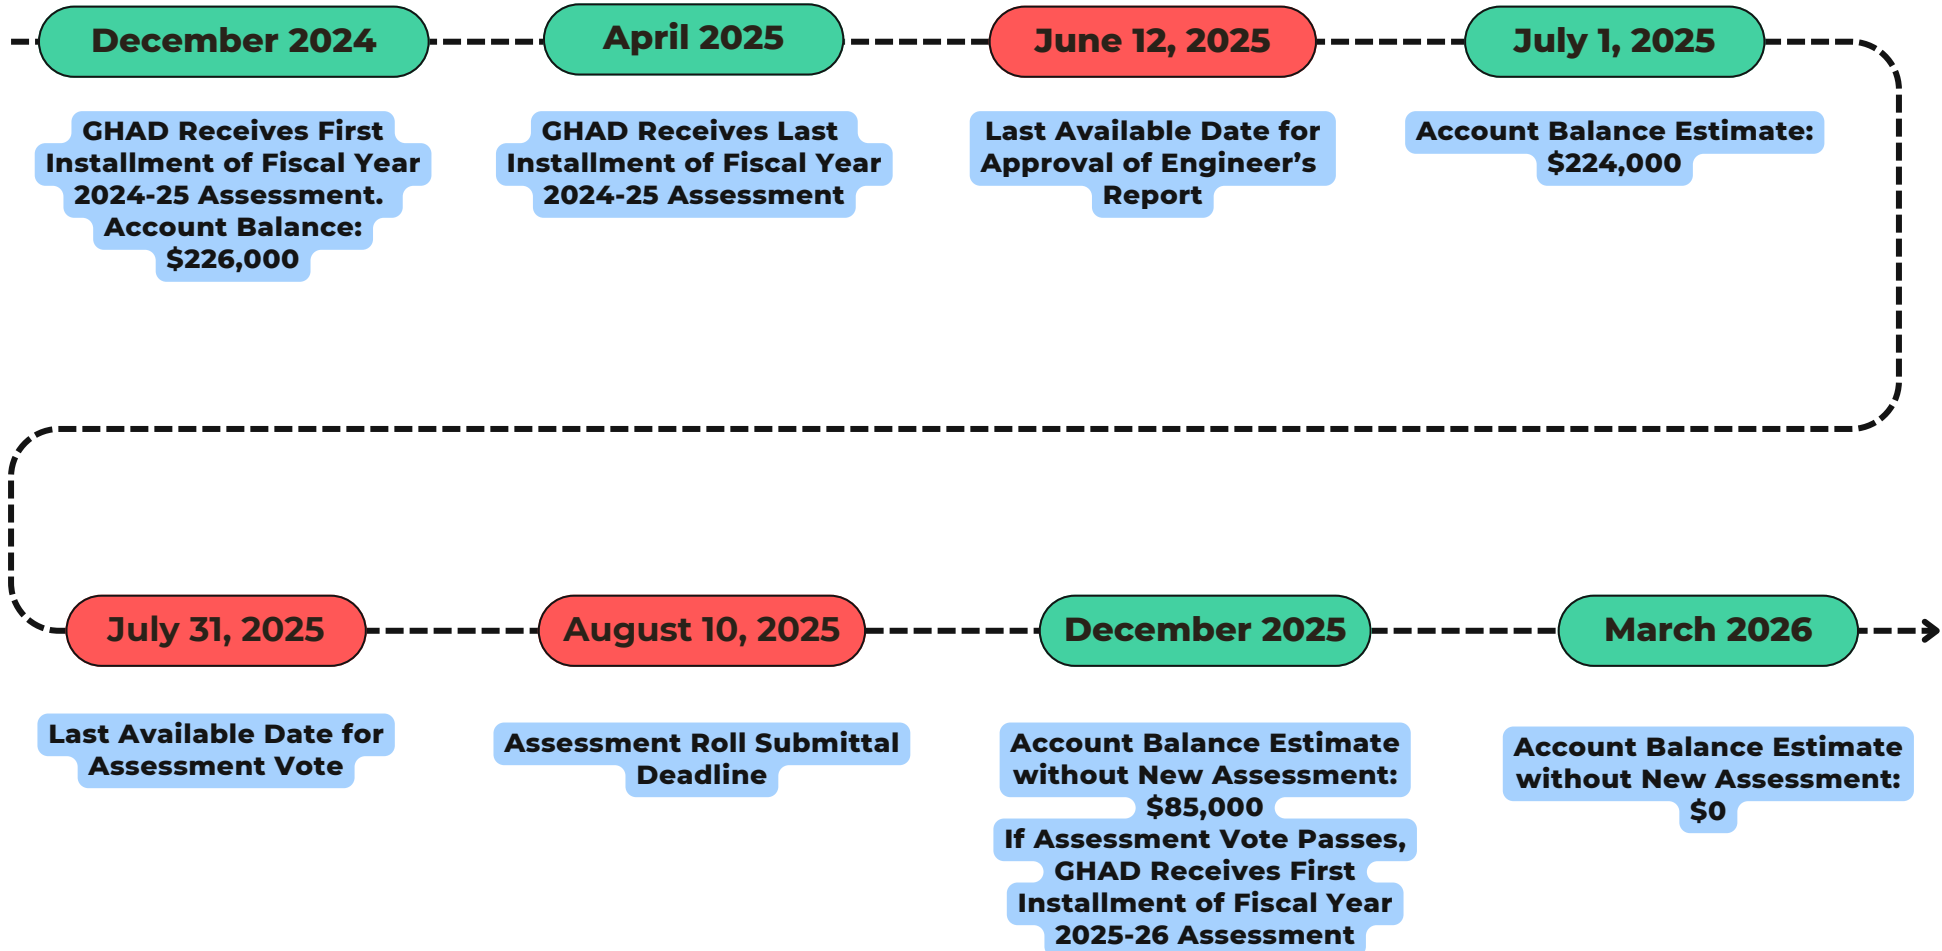 December 2024
April 2025
June 12, 2025
July 1, 2025
GHAD Receives First
Installment of Fiscal Year
2024-25 Assessment.
Account Balance:
$226,000
GHAD Receives Last
Installment of Fiscal Year
2024-25 Assessment
Last Available Date for
Approval of Engineer’s
Report
Account Balance Estimate:
$224,000
July 31, 2025
August 10, 2025
December 2025
March 2026
Last Available Date for
Assessment Vote
Assessment Roll Submittal
Deadline
Account Balance Estimate
without New Assessment:
$85,000
If Assessment Vote Passes,
GHAD Receives First
Installment of Fiscal Year
2025-26 Assessment
Account Balance Estimate
without New Assessment:
$0